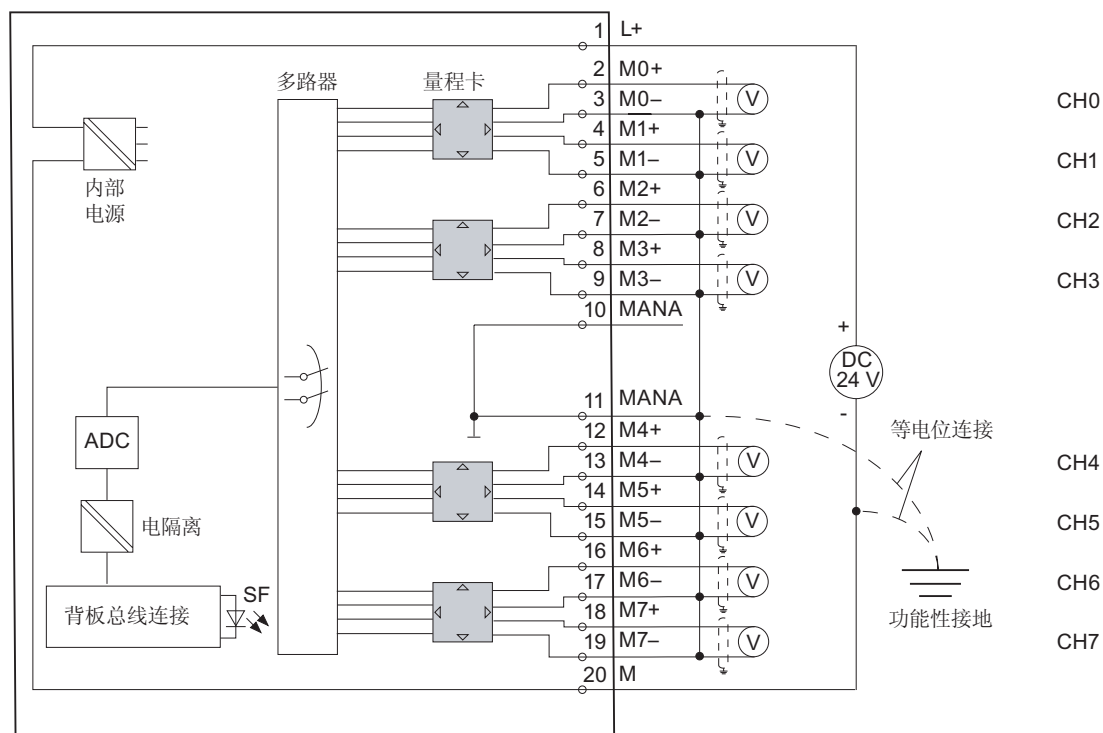 1 L+
2 M0+
多路器
量程卡
3 M0–
V
CH0
4 M1+
5 M1–
V
CH1
内部
电源
6 M2+
7 M2–
V
CH2
8 M3+
9 M3–
V
CH3
10 MANA
+
DC
24 V
-
11 MANA
等电位连接
ADC
12 M4+
13 M4–
V
CH4
14 M5+
15 M5–
V
CH5
电隔离
16 M6+
17 M6–
V
CH6
SF
背板总线连接
18 M7+
功能性接地
19 M7–
V
CH7
20 M